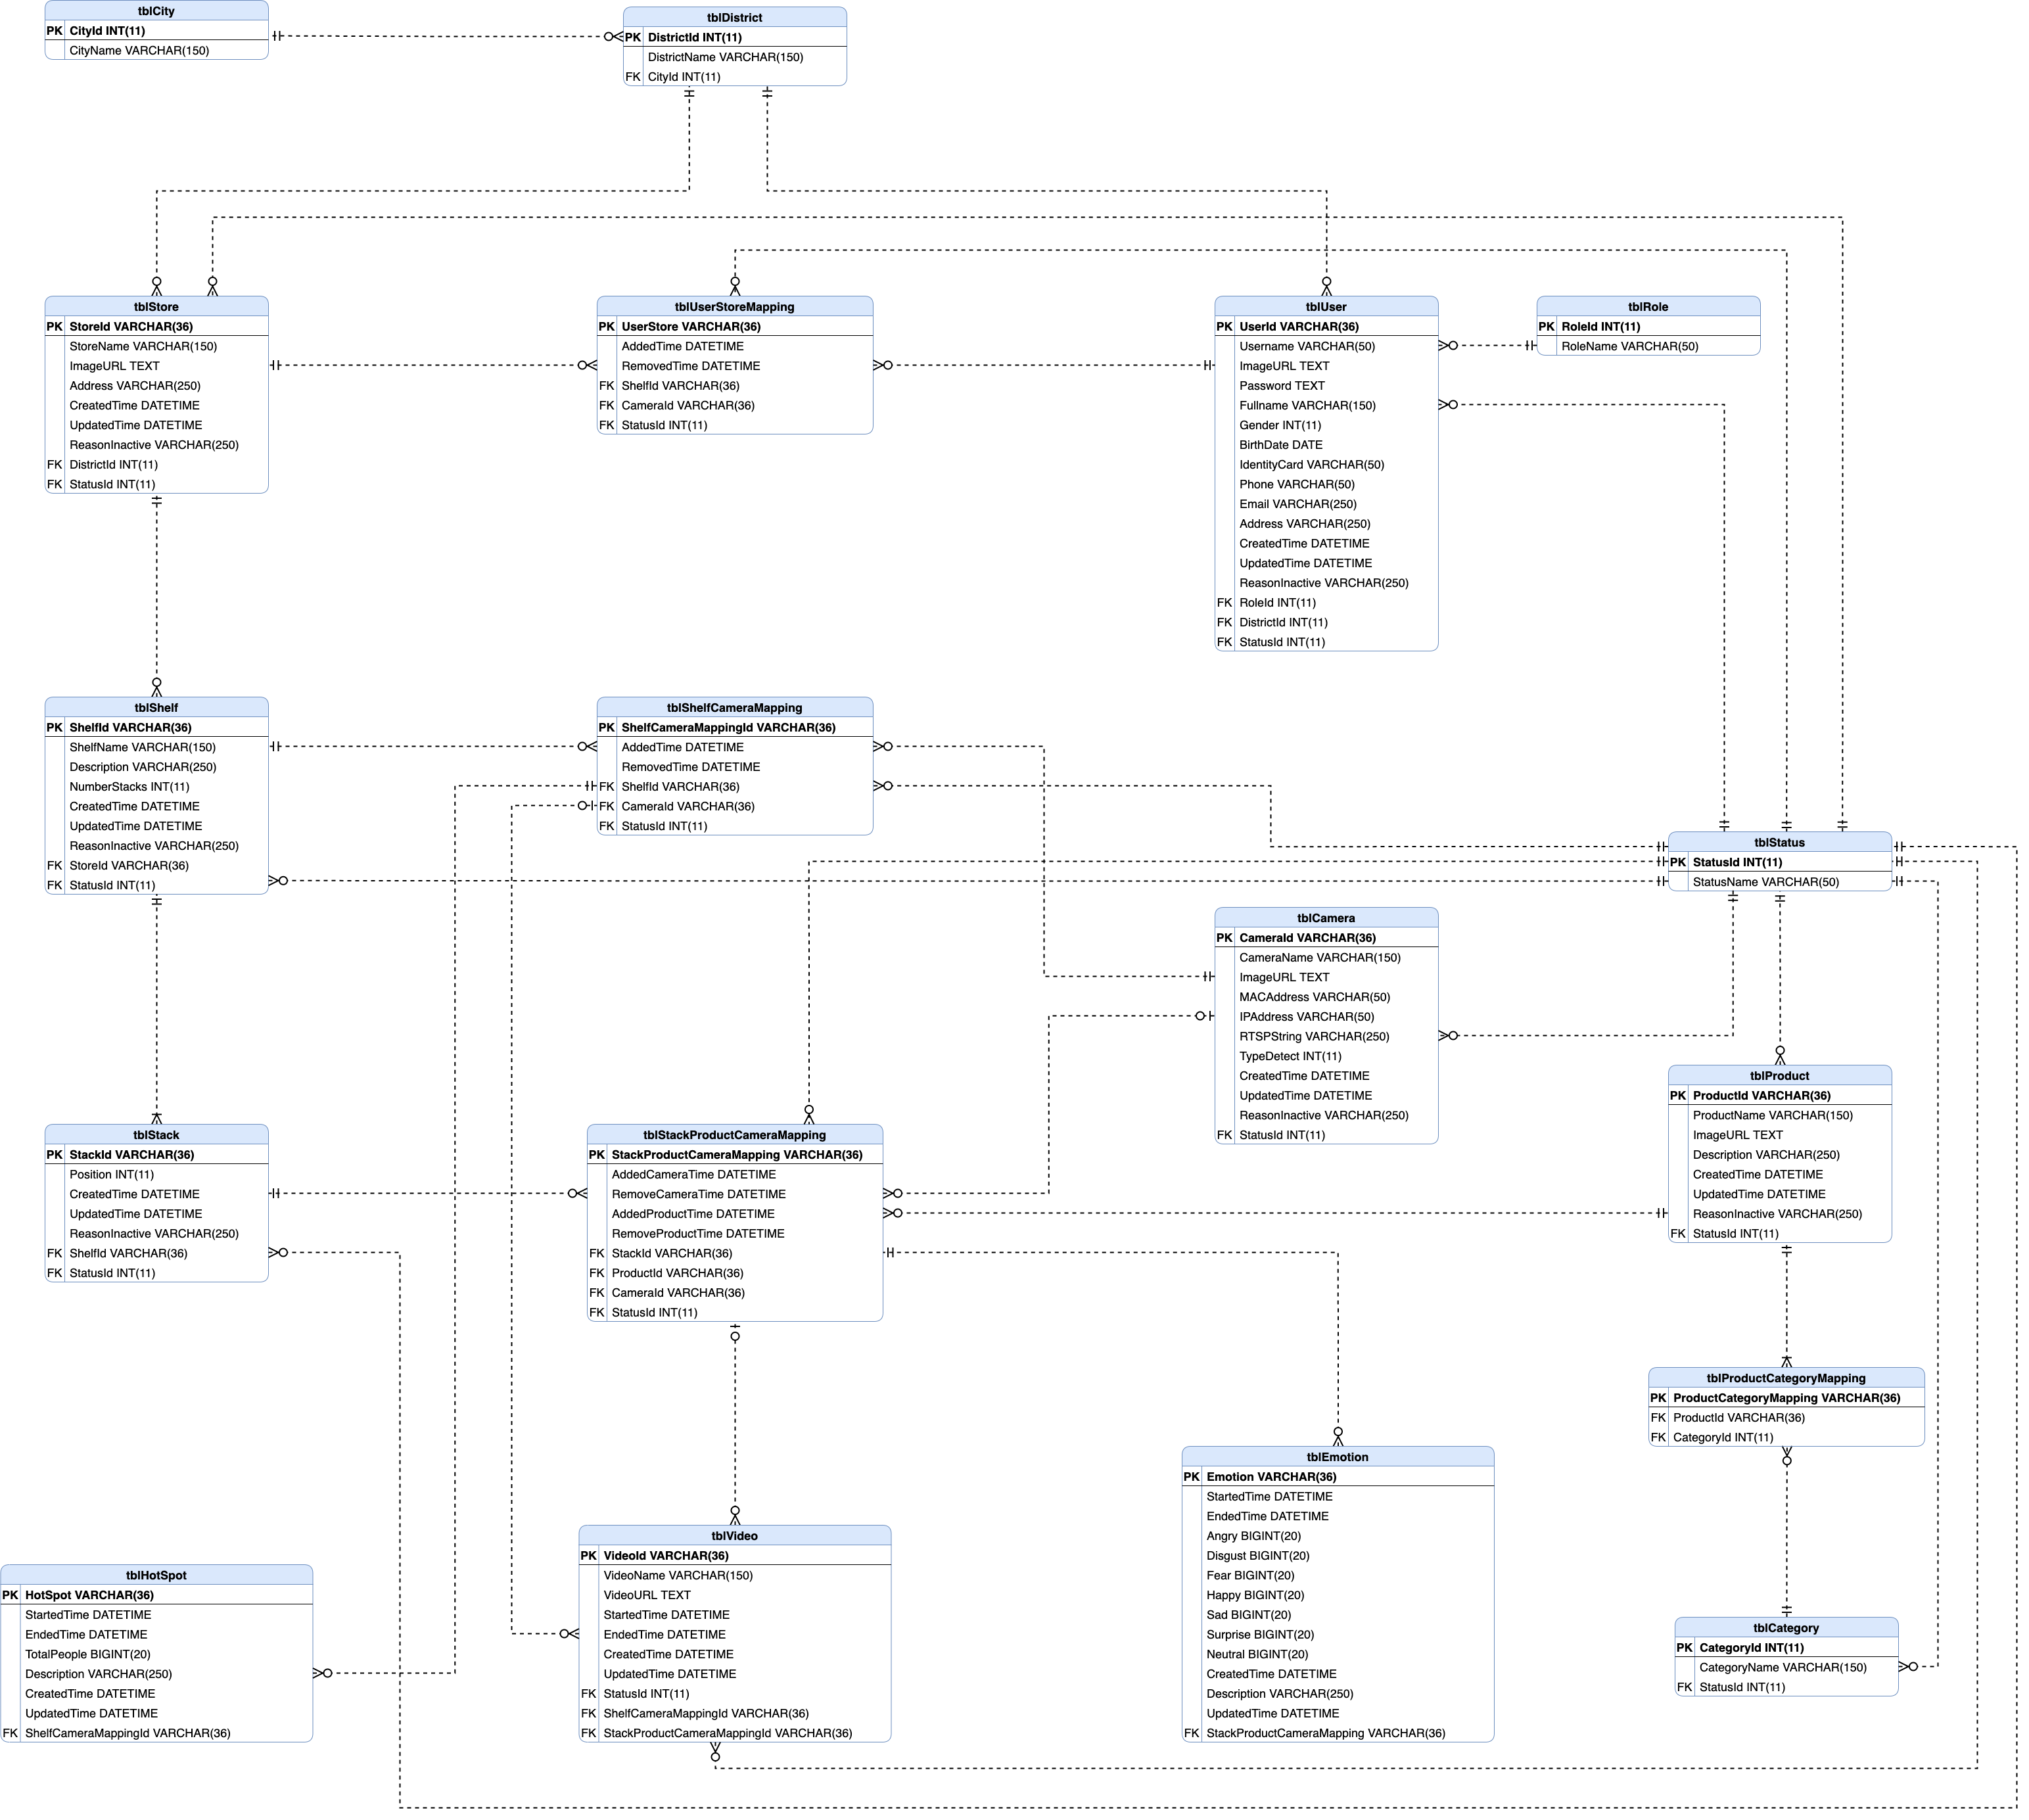 tblCity
PK CityId INT(11)
CityName VARCHAR(150)
tblDistrict
PK DistrictId INT(11)
DistrictName VARCHAR(150)
FK CityId INT(11)
tblStore
PK StoreId VARCHAR(36)
StoreName VARCHAR(150)
ImageURL TEXT
Address VARCHAR(250)
CreatedTime DATETIME
UpdatedTime DATETIME
ReasonInactive VARCHAR(250)
FK DistrictId INT(11)
FK StatusId INT(11)
tblUserStoreMapping
PK UserStore VARCHAR(36)
AddedTime DATETIME
RemovedTime DATETIME
FK ShelfId VARCHAR(36)
FK CameraId VARCHAR(36)
FK StatusId INT(11)
tblUser
PK UserId VARCHAR(36)
Username VARCHAR(50)
ImageURL TEXT
Password TEXT
Fullname VARCHAR(150)
Gender INT(11)
BirthDate DATE
IdentityCard VARCHAR(50)
Phone VARCHAR(50)
Email VARCHAR(250)
Address VARCHAR(250)
CreatedTime DATETIME
UpdatedTime DATETIME
ReasonInactive VARCHAR(250)
FK RoleId INT(11)
FK DistrictId INT(11)
FK StatusId INT(11)
tblRole
PK RoleId INT(11)
RoleName VARCHAR(50)
tblShelf
PK ShelfId VARCHAR(36)
ShelfName VARCHAR(150)
Description VARCHAR(250)
NumberStacks INT(11)
CreatedTime DATETIME
UpdatedTime DATETIME
ReasonInactive VARCHAR(250)
FK StoreId VARCHAR(36)
FK StatusId INT(11)
tblShelfCameraMapping
PK ShelfCameraMappingId VARCHAR(36)
AddedTime DATETIME
RemovedTime DATETIME
FK ShelfId VARCHAR(36)
FK CameraId VARCHAR(36)
FK StatusId INT(11)
tblStatus
PK StatusId INT(11)
StatusName VARCHAR(50)
tblCamera
PK CameraId VARCHAR(36)
CameraName VARCHAR(150)
ImageURL TEXT
MACAddress VARCHAR(50)
IPAddress VARCHAR(50)
RTSPString VARCHAR(250)
TypeDetect INT(11)
CreatedTime DATETIME
UpdatedTime DATETIME
ReasonInactive VARCHAR(250)
FK StatusId INT(11)
tblProduct
PK ProductId VARCHAR(36)
ProductName VARCHAR(150)
ImageURL TEXT
Description VARCHAR(250)
CreatedTime DATETIME
UpdatedTime DATETIME
ReasonInactive VARCHAR(250)
FK StatusId INT(11)
tblStack
PK StackId VARCHAR(36)
Position INT(11)
CreatedTime DATETIME
UpdatedTime DATETIME
ReasonInactive VARCHAR(250)
FK ShelfId VARCHAR(36)
FK StatusId INT(11)
tblStackProductCameraMapping
PK StackProductCameraMapping VARCHAR(36)
AddedCameraTime DATETIME
RemoveCameraTime DATETIME
AddedProductTime DATETIME
RemoveProductTime DATETIME
FK StackId VARCHAR(36)
FK ProductId VARCHAR(36)
FK CameraId VARCHAR(36)
FK StatusId INT(11)
tblProductCategoryMapping
PK ProductCategoryMapping VARCHAR(36)
FK ProductId VARCHAR(36)
FK CategoryId INT(11)
tblEmotion
PK Emotion VARCHAR(36)
StartedTime DATETIME
EndedTime DATETIME
Angry BIGINT(20)
Disgust BIGINT(20)
Fear BIGINT(20)
Happy BIGINT(20)
Sad BIGINT(20)
Surprise BIGINT(20)
Neutral BIGINT(20)
CreatedTime DATETIME
Description VARCHAR(250)
UpdatedTime DATETIME
FK StackProductCameraMapping VARCHAR(36)
tblVideo
PK VideoId VARCHAR(36)
VideoName VARCHAR(150)
VideoURL TEXT
StartedTime DATETIME
EndedTime DATETIME
CreatedTime DATETIME
UpdatedTime DATETIME
FK StatusId INT(11)
FK ShelfCameraMappingId VARCHAR(36)
FK StackProductCameraMappingId VARCHAR(36)
tblHotSpot
PK HotSpot VARCHAR(36)
StartedTime DATETIME
EndedTime DATETIME
TotalPeople BIGINT(20)
Description VARCHAR(250)
CreatedTime DATETIME
UpdatedTime DATETIME
FK ShelfCameraMappingId VARCHAR(36)
tblCategory
PK CategoryId INT(11)
CategoryName VARCHAR(150)
FK StatusId INT(11)